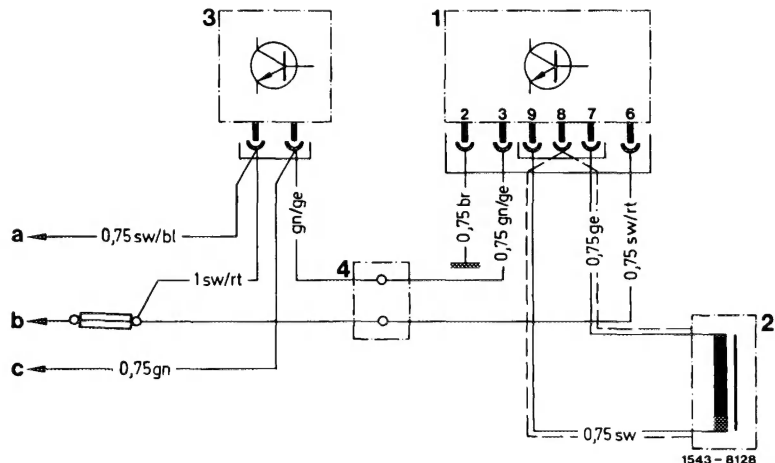 3
1
2 3 9 8 7 6
a
0,75 sw/bl
gn/ge
0,75 br
0,75 gn/ge
0,75 ge
0,75 sw/rt
1 sw/rt
4
b
c
0,75 gn
2
0,75 sw
1543 – 8128